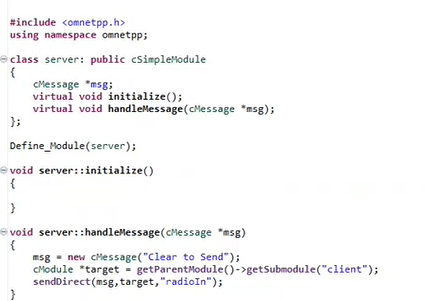 #include <omnetpp.h>
using namespace omnetpp;
class server: public cSimpleModule
{
cMessage *msg;
virtual void initialize();
virtual void handleMessage(cMessage *msg);
};
Define_Module(server);
void server::initialize()
{
}
void server::handleMessage(cMessage *msg)
{
msg = new cMessage("Clear to Send");
cModule *target = getParentModule()->getSubmodule("client");
sendDirect(msg,target,"radioIn");
}